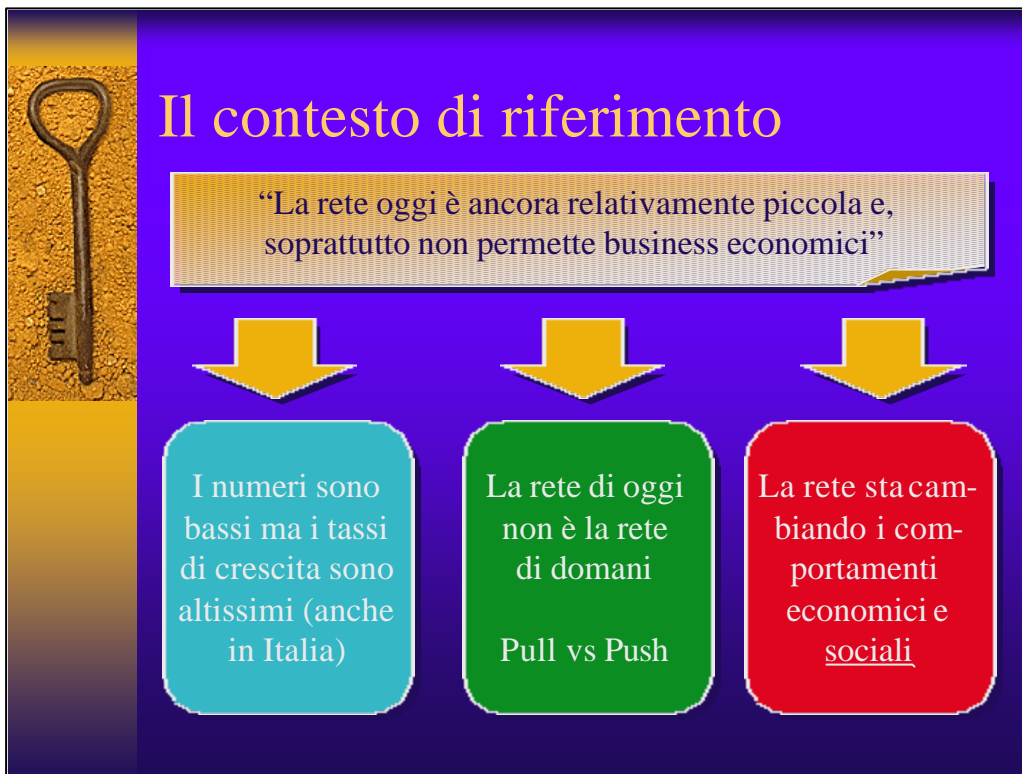 Il contesto di riferimento
“La rete oggi è ancora relativamente piccola e,
soprattutto non permette business economici”
I numeri sono
bassi ma i tassi
di crescita sono
altissimi (anche
in Italia)
La rete di oggi
non è la rete
di domani
Pull vs Push
La rete sta cam-
biando i com-
portamenti
economici e
sociali